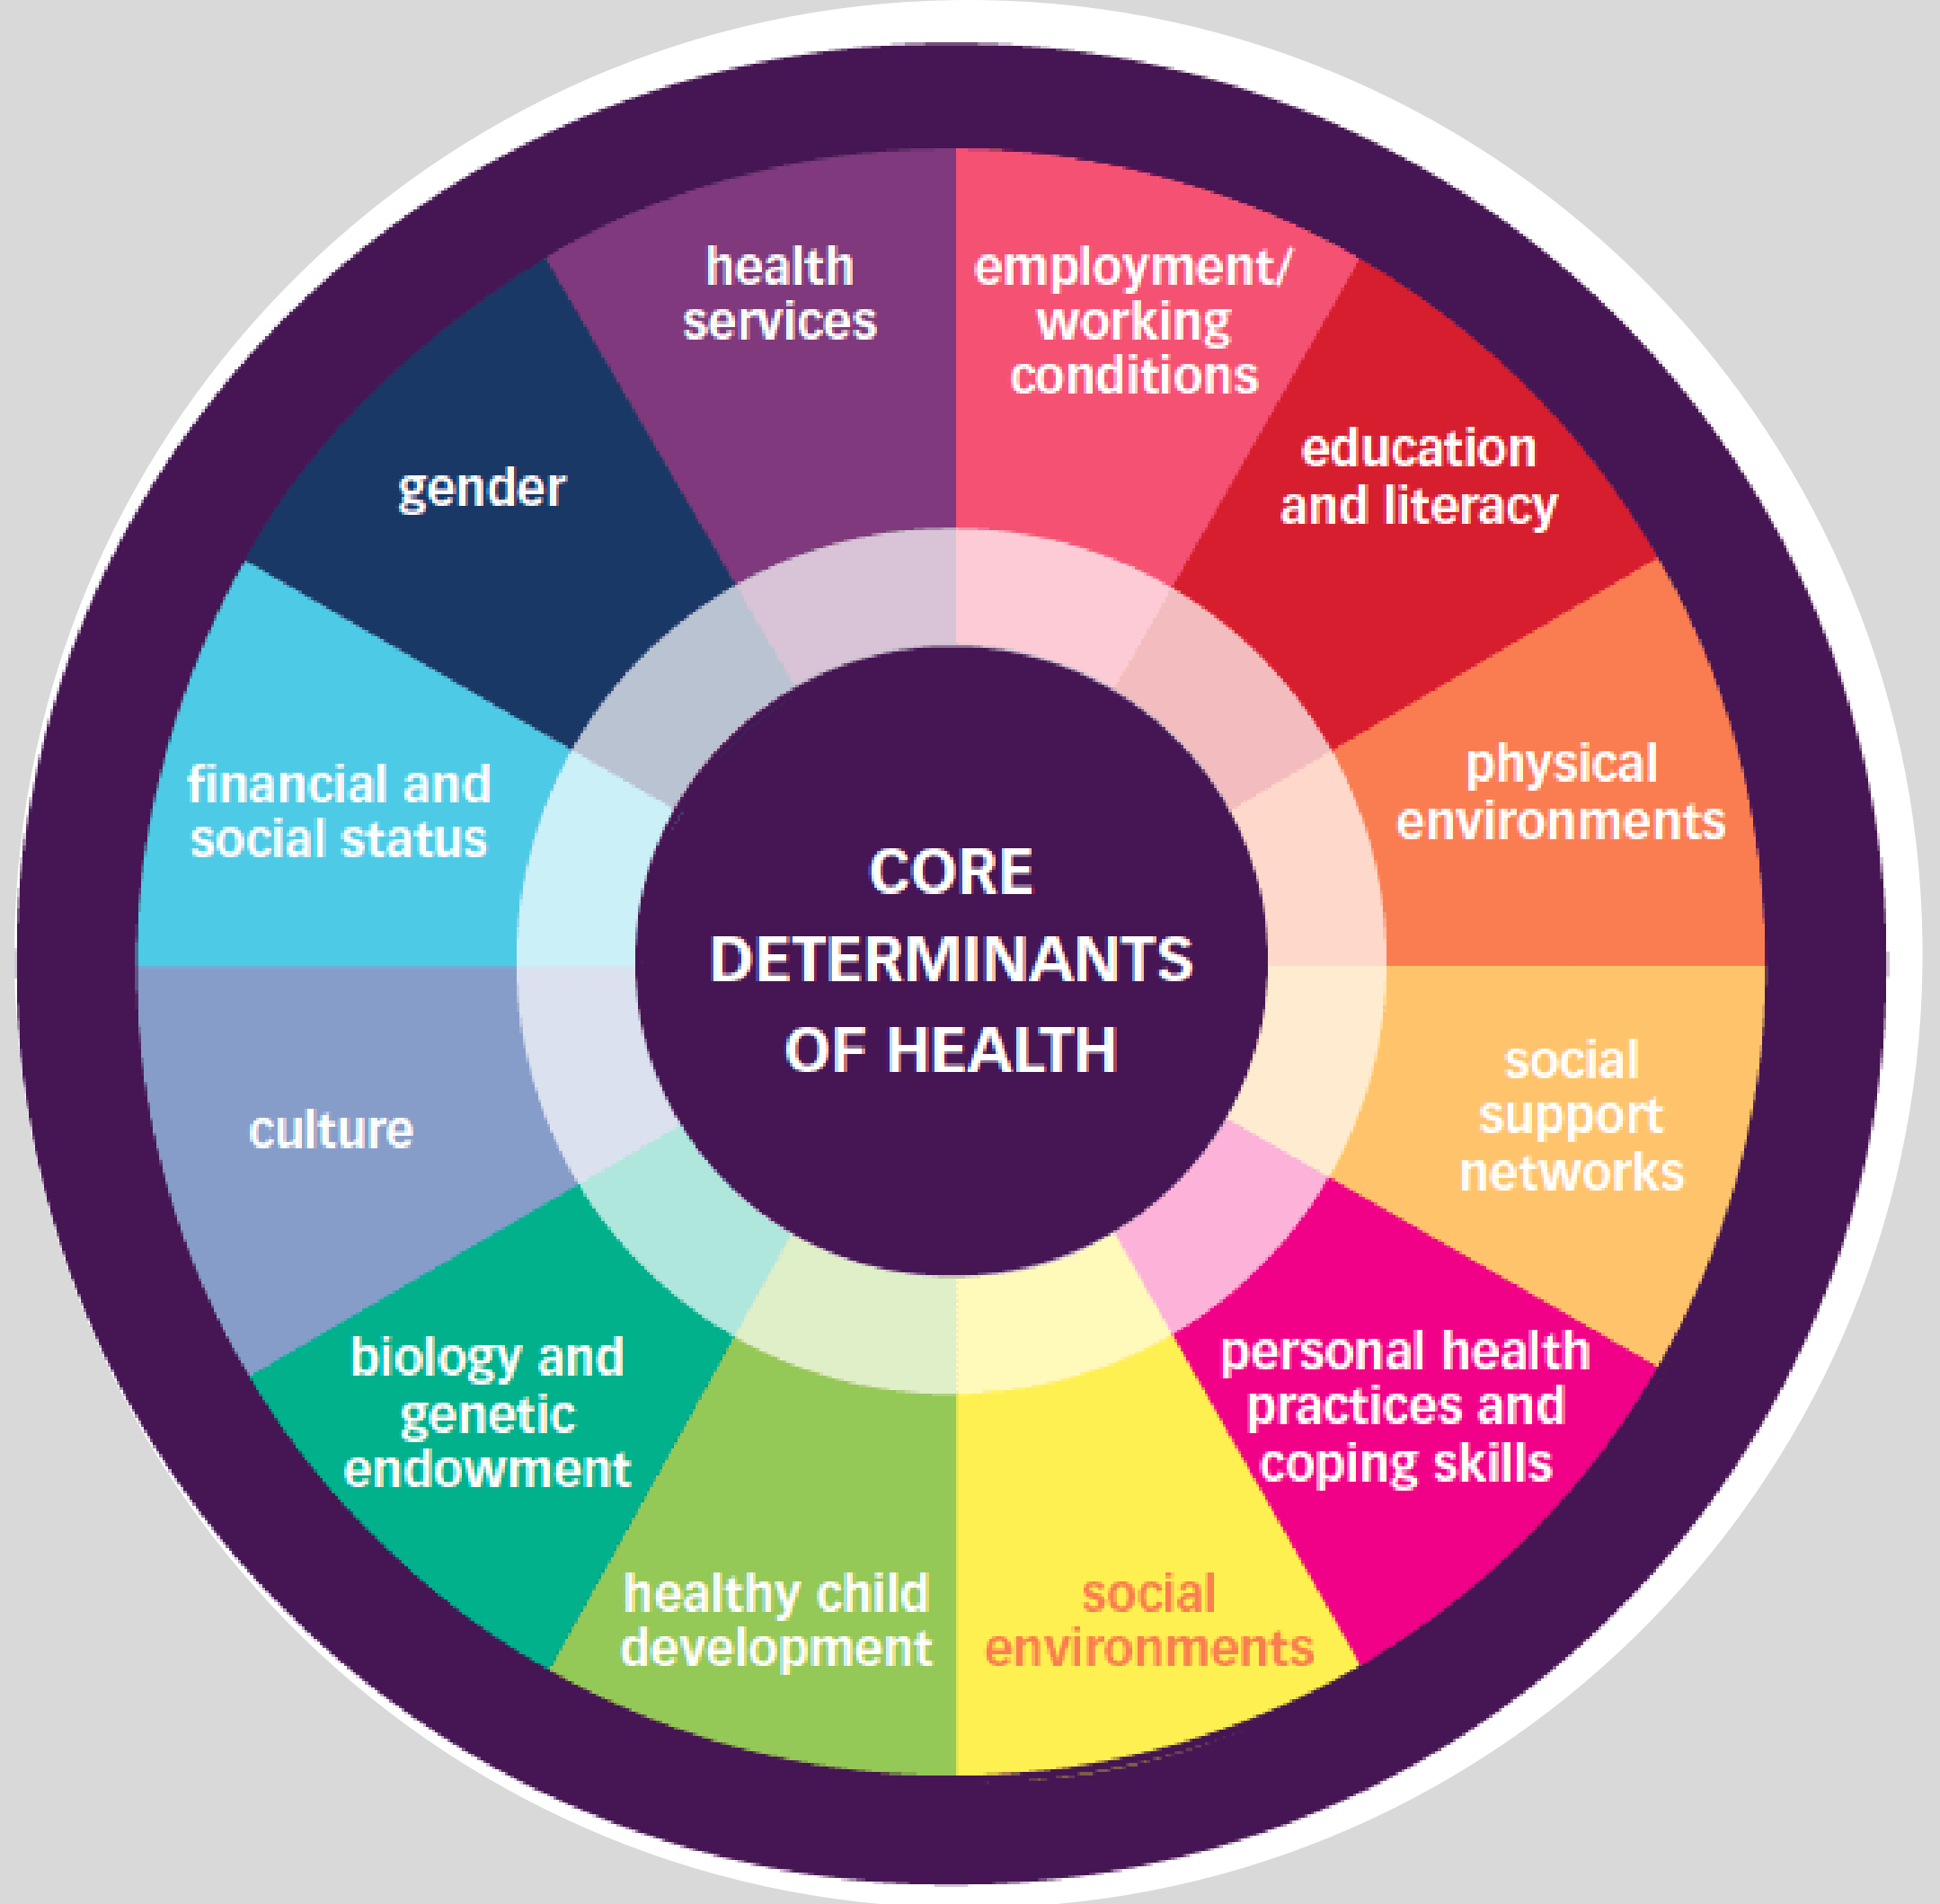 health
services
employment/
working
conditions
education
and literacy
physical
environments
social
support
networks
personal health
practices and
coping skills
social
environments
healthy child
development
biology and
genetic
endowment
culture
financial and
social status
gender
CORE
DETERMINANTS
OF HEALTH